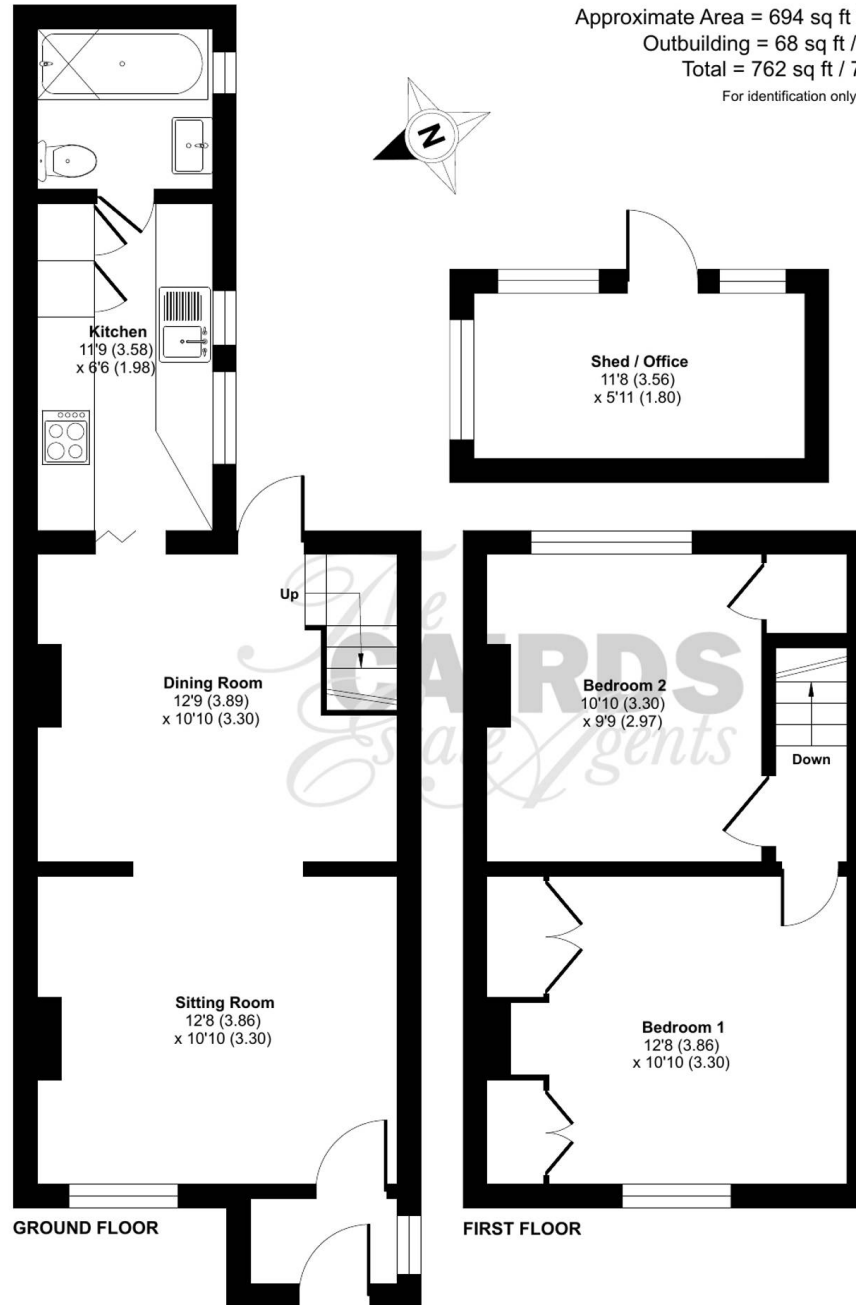 Approximate Area = 694 sq ft
Outbuilding = 68 sq ft /
Total = 762 sq ft / 7
For identification only
N
Kitchen
11'9 (3.58)
x 6'6 (1.98)
Shed / Office
11'8 (3.56)
x 5'11 (1.80)
Up
Dining Room
12'9 (3.89)
x 10'10 (3.30)
Bedroom 2
10'10 (3.30)
x 9'9 (2.97)
Down
The
CAIRDS
Estate Agents
Sitting Room
12'8 (3.86)
x 10'10 (3.30)
Bedroom 1
12'8 (3.86)
x 10'10 (3.30)
GROUND FLOOR
FIRST FLOOR